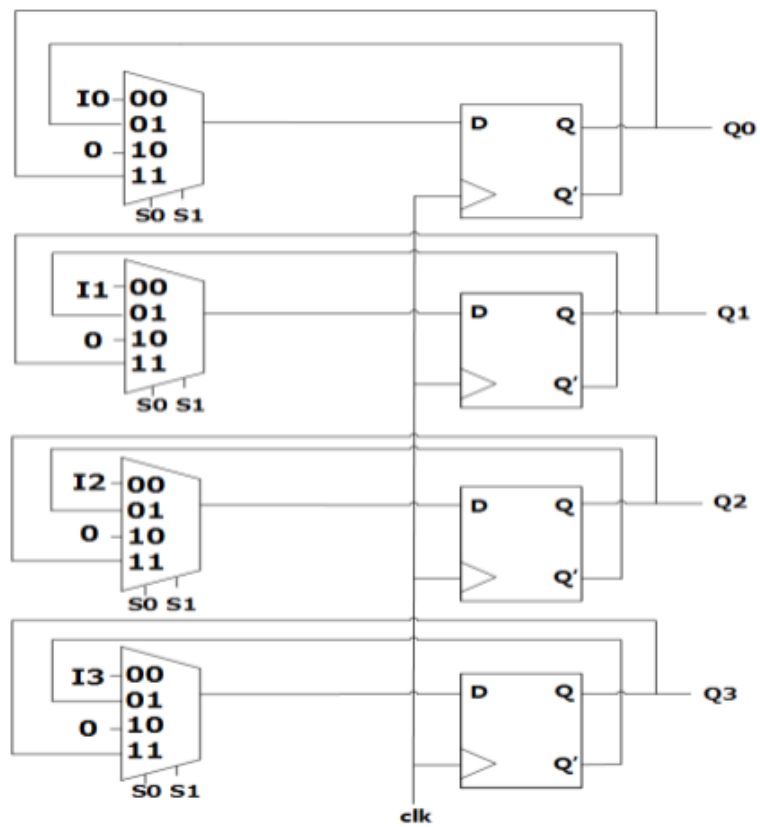 I0 00 D Q Q0
01
0 10
11 Q'
S0 S1
I1 00
01 D Q Q1
0 10
11 Q'
S0 S1
I2 00
01 D Q Q2
0 10
11 Q'
S0 S1
I3 00
01 D Q Q3
0 10
11 Q'
S0 S1
clk